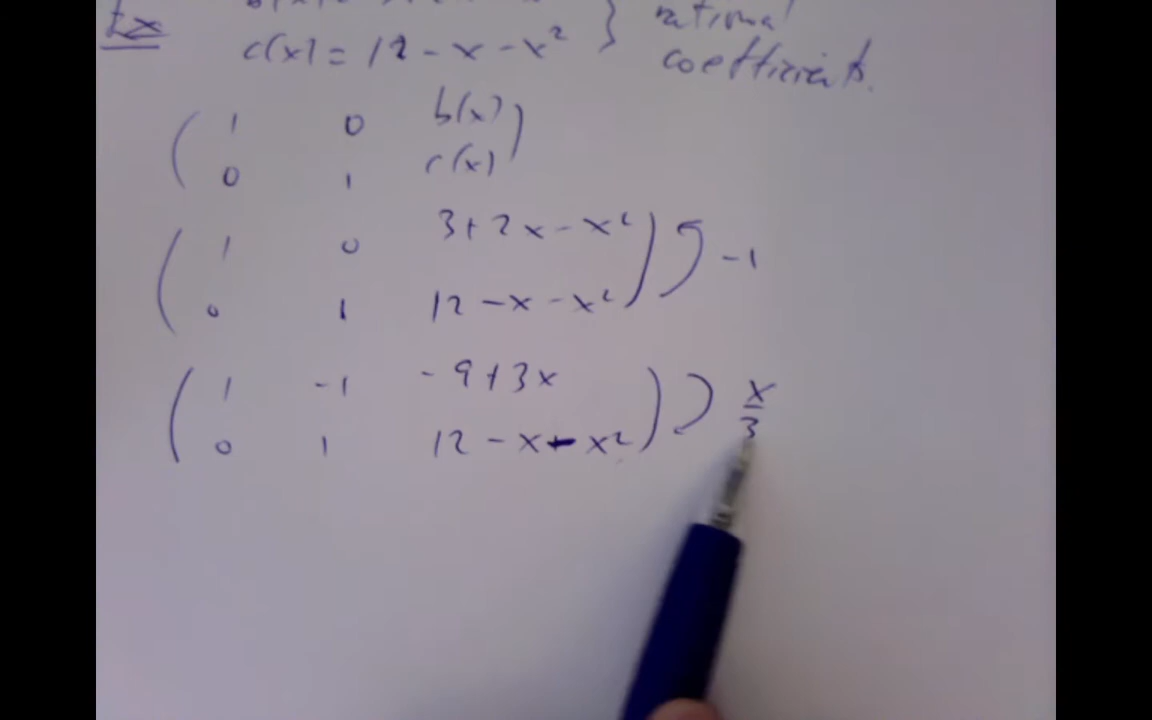 Ex
c(x) = 12 - x - x² } rational
coefficients.
( 1 0 b(x) )
0 1 c(x)
( 1 0 3 + 2x - x² ) -1
0 1 12 - x - x²
( 1 -1 -9 + 3x ) x/3
0 1 12 - x - x²